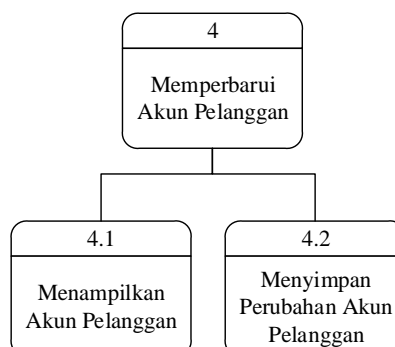 4
Memperbarui
Akun Pelanggan
4.1
Menampilkan
Akun Pelanggan
4.2
Menyimpan
Perubahan Akun
Pelanggan